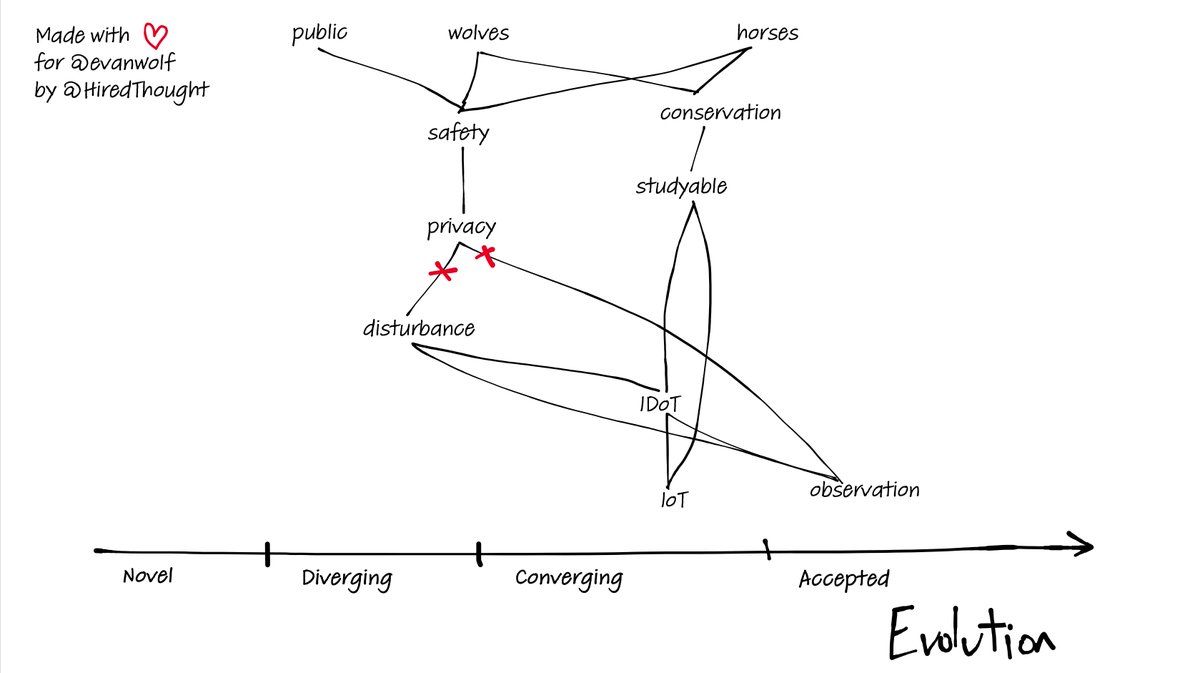 Made with
for @evanwolf
by @HiredThought
public
wolves
horses
conservation
safety
studyable
privacy
disturbance
IDoT
IoT
observation
Novel
Diverging
Converging
Accepted
Evolution